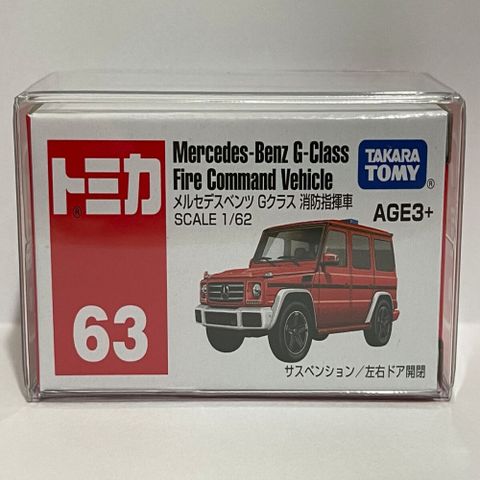 トミカ®
Mercedes-Benz G-Class
Fire Command Vehicle
メルセデスベンツ Gクラス 消防指揮車
SCALE 1/62
TAKARA
TOMY®
AGE3+
63
サスペンション／左右ドア開閉